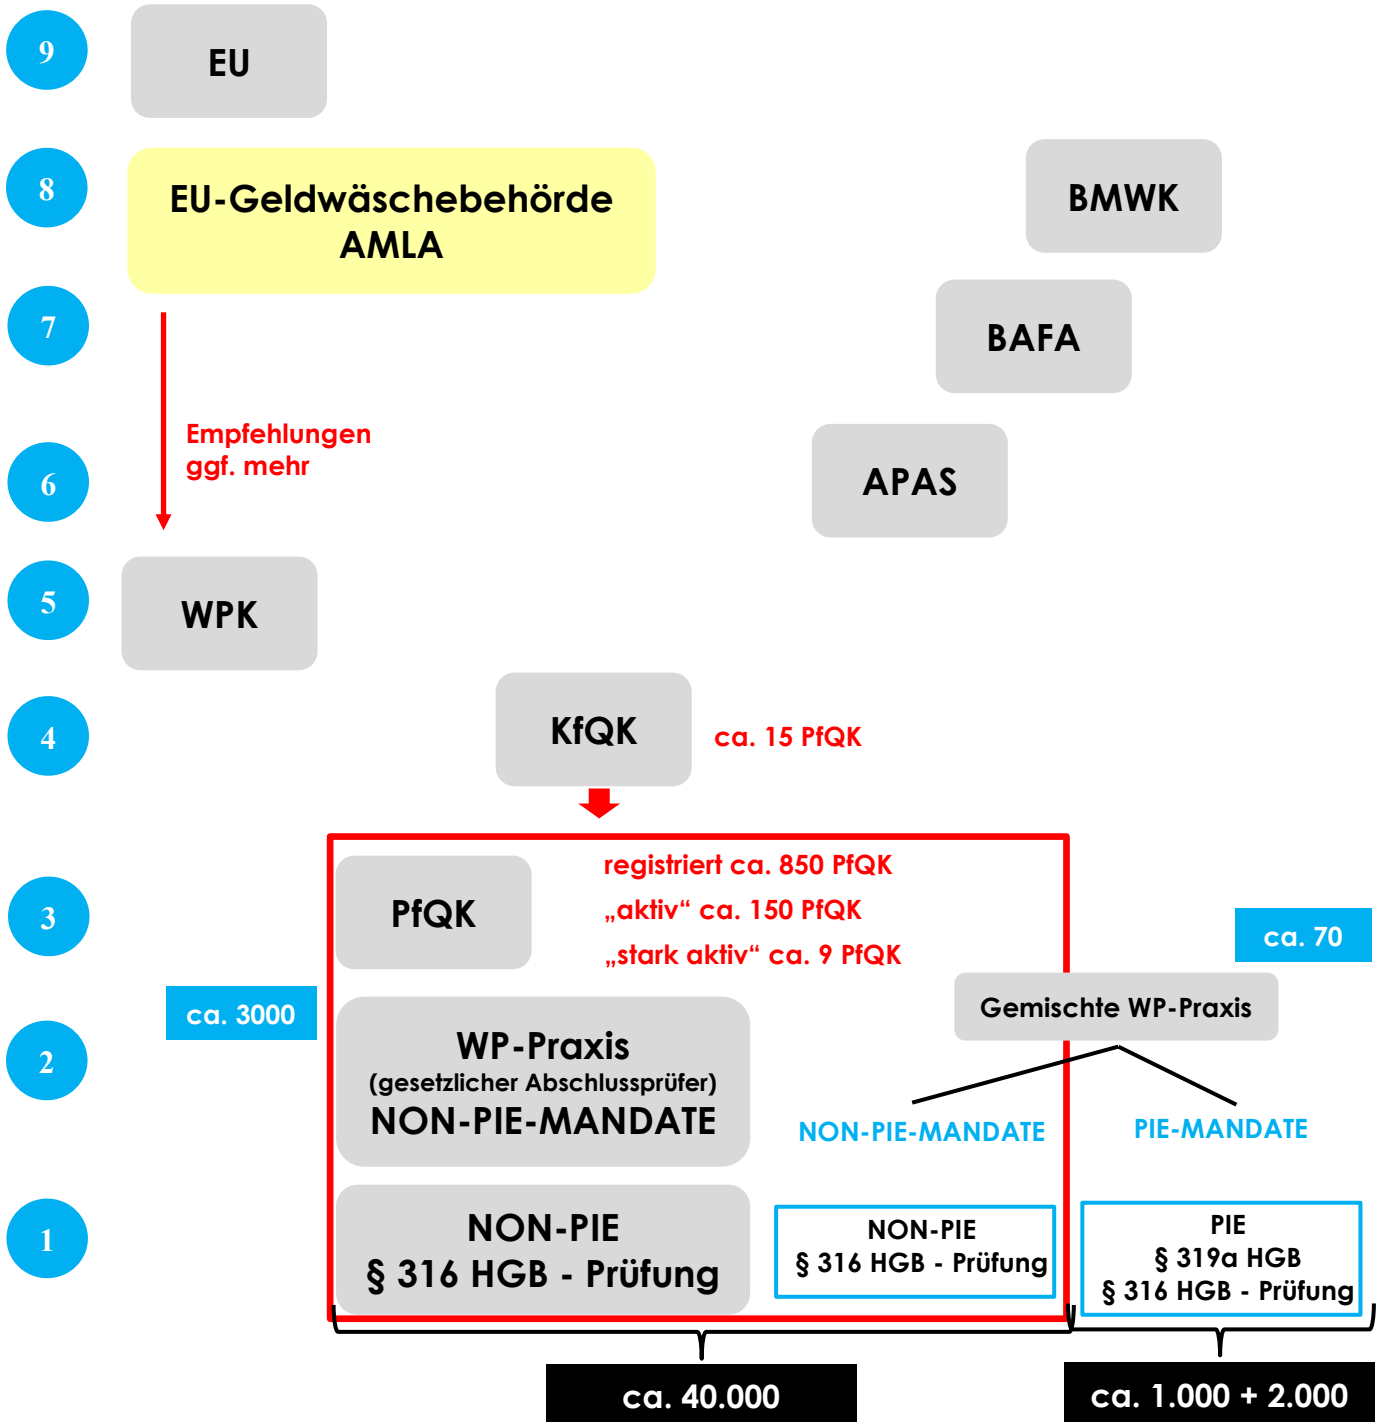 9
EU
8
EU-Geldwäschebehörde
AMLA
BMWK
7
BAFA
Empfehlungen
ggf. mehr
6
APAS
5
WPK
4
KfQK
ca. 15 PfQK
3
PfQK
registriert ca. 850 PfQK
„aktiv“ ca. 150 PfQK
„stark aktiv“ ca. 9 PfQK
ca. 70
ca. 3000
2
WP-Praxis
(gesetzlicher Abschlussprüfer)
NON-PIE-MANDATE
Gemischte WP-Praxis
NON-PIE-MANDATE
PIE-MANDATE
1
NON-PIE
§ 316 HGB - Prüfung
NON-PIE
§ 316 HGB - Prüfung
PIE
§ 319a HGB
§ 316 HGB - Prüfung
ca. 40.000
ca. 1.000 + 2.000